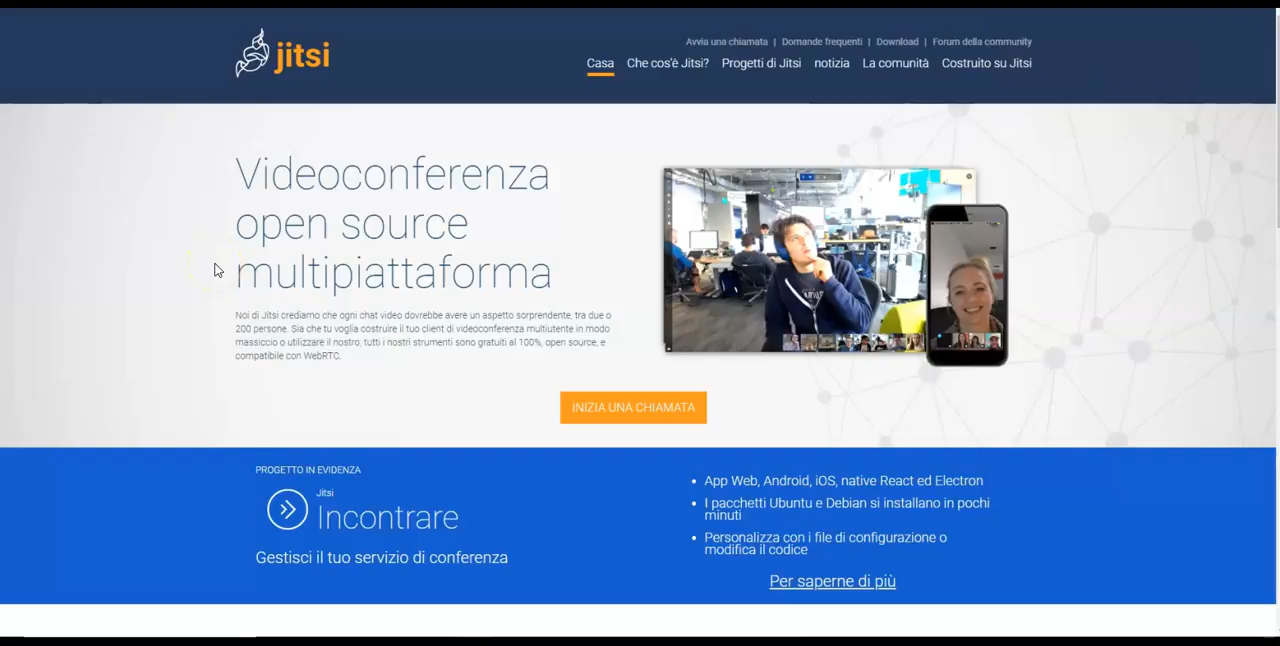 jitsi
Avvia una chiamata | Domande frequenti | Download | Forum della community
Casa Che cos'è Jitsi? Progetti di Jitsi notizia La comunità Costruito su Jitsi
Videoconferenza
open source
multipiattaforma
Noi di Jitsi crediamo che ogni chat video dovrebbe avere un aspetto sorprendente, tra due o
200 persone. Sia che tu voglia costruire il tuo client di videoconferenza multiutente in modo
massiccio o utilizzare il nostro, tutti i nostri strumenti sono gratuiti al 100%, open source, e
compatibile con WebRTC.
INIZIA UNA CHIAMATA
PROGETTO IN EVIDENZA
Jitsi
Incontrare
Gestisci il tuo servizio di conferenza
• App Web, Android, iOS, native React ed Electron
• I pacchetti Ubuntu e Debian si installano in pochi
minuti
• Personalizza con i file di configurazione o
modifica il codice
Per saperne di più